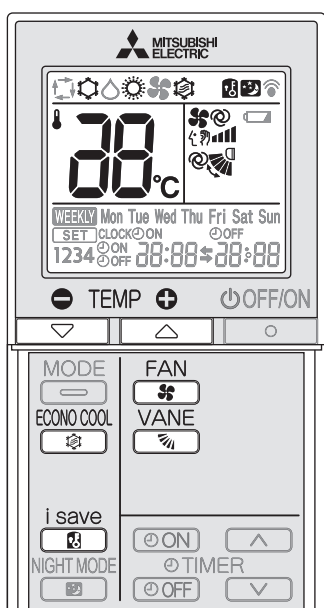 MITSUBISHI
ELECTRIC
88°C
WEEKLY Mon Tue Wed Thu Fri Sat Sun
SET CLOCK ON OFF
1234 ON OFF 88:88 88:88
TEMP OFF/ON
MODE FAN
ECONO COOL VANE
i save
ON
NIGHT MODE TIMER
OFF